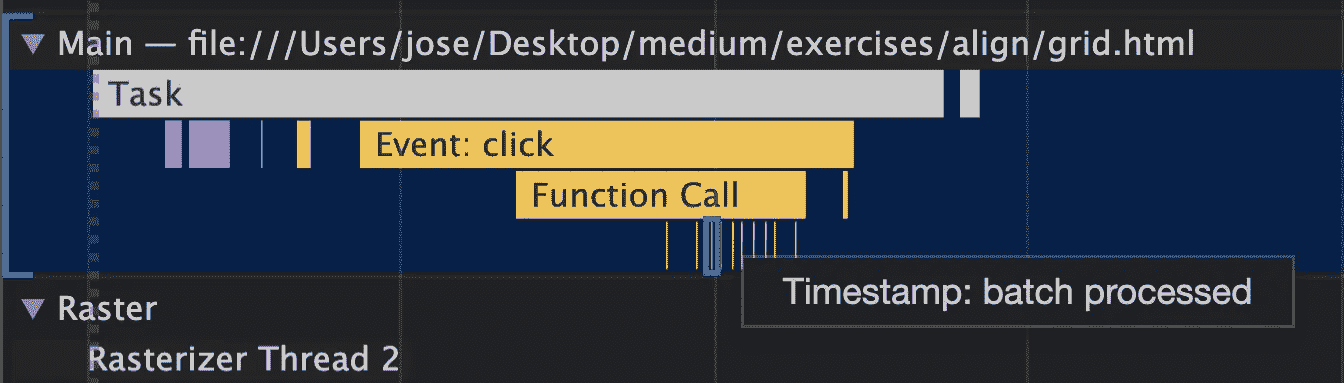 Main — file:///Users/jose/Desktop/medium/exercises/align/grid.html
Task
Event: click
Function Call
Timestamp: batch processed
Raster
Rasterizer Thread 2